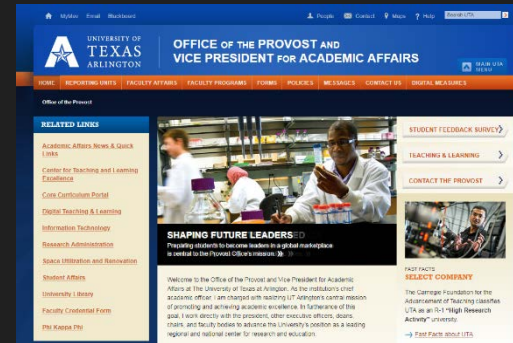 MyMav Email Blackboard People Contact Maps Help Search UTA
UNIVERSITY OF
TEXAS
ARLINGTON
OFFICE OF THE PROVOST AND
VICE PRESIDENT FOR ACADEMIC AFFAIRS
MAIN UTA
MENU
HOME REPORTING UNITS FACULTY AFFAIRS FACULTY PROGRAMS FORMS POLICIES MESSAGES CONTACT US DIGITAL MEASURES
Office of the Provost
RELATED LINKS
Academic Affairs News & Quick
Links
Center for Teaching and Learning
Excellence
Core Curriculum Portal
Digital Teaching & Learning
Information Technology
Research Administration
Space Utilization and Renovation
Student Affairs
University Library
Faculty Credential Form
Phi Kappa Phi
SHAPING FUTURE LEADERS
Preparing students to become leaders in a global marketplace
is central to the Provost Office's mission.
Welcome to the Office of the Provost and Vice President for Academic
Affairs at The University of Texas at Arlington. As the institution's chief
academic officer, I am charged with realizing UT Arlington's central mission
of promoting and achieving academic excellence. In furtherance of this
goal, I work directly with the president, other executive officers, deans,
chairs, and faculty bodies to advance the University's position as a leading
regional and national center for research and education.
STUDENT FEEDBACK SURVEY
TEACHING & LEARNING
CONTACT THE PROVOST
FAST FACTS
SELECT COMPANY
The Carnegie Foundation for the
Advancement of Teaching classifies
UTA as an R-1 "High Research
Activity" university.
Fast Facts about UTA